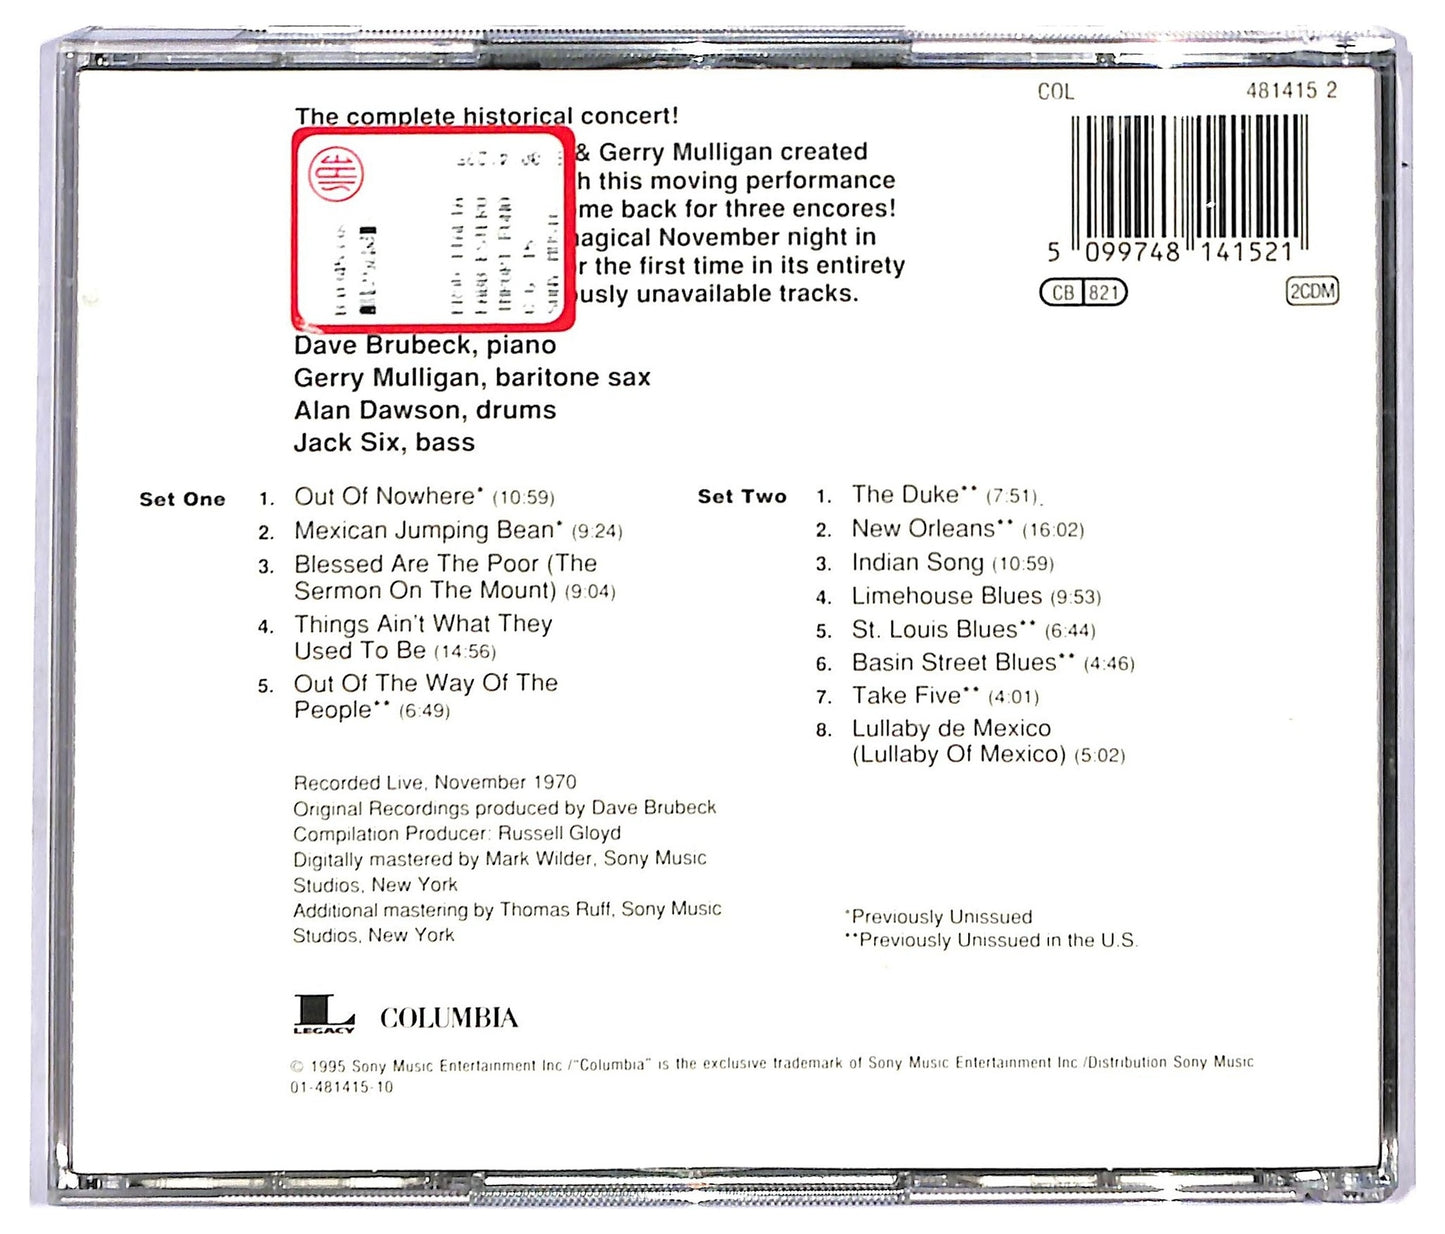 COL 481415 2
The complete historical concert!
& Gerry Mulligan created
this moving performance
back for three encores!
November night in
the first time in its entirety
unavailable tracks.
5 099748 141521
CB 821
2CDM
Dave Brubeck, piano
Gerry Mulligan, baritone sax
Alan Dawson, drums
Jack Six, bass
Set One
1. Out Of Nowhere* (10:59)
2. Mexican Jumping Bean* (9:24)
3. Blessed Are The Poor (The
Sermon On The Mount) (9:04)
4. Things Ain't What They
Used To Be (14:56)
5. Out Of The Way Of The
People** (6:49)
Set Two
1. The Duke** (7:51).
2. New Orleans** (16:02)
3. Indian Song (10:59)
4. Limehouse Blues (9:53)
5. St. Louis Blues** (6:44)
6. Basin Street Blues** (4:46)
7. Take Five** (4:01)
8. Lullaby de Mexico
(Lullaby Of Mexico) (5:02)
Recorded Live, November 1970
Original Recordings produced by Dave Brubeck
Compilation Producer: Russell Gloyd
Digitally mastered by Mark Wilder, Sony Music
Studios, New York
Additional mastering by Thomas Ruff, Sony Music
Studios, New York
*Previously Unissued
**Previously Unissued in the U.S.
L
LEGACY
COLUMBIA
© 1995 Sony Music Entertainment Inc /"Columbia" is the exclusive trademark of Sony Music Entertainment Inc /Distribution Sony Music
01-481415-10